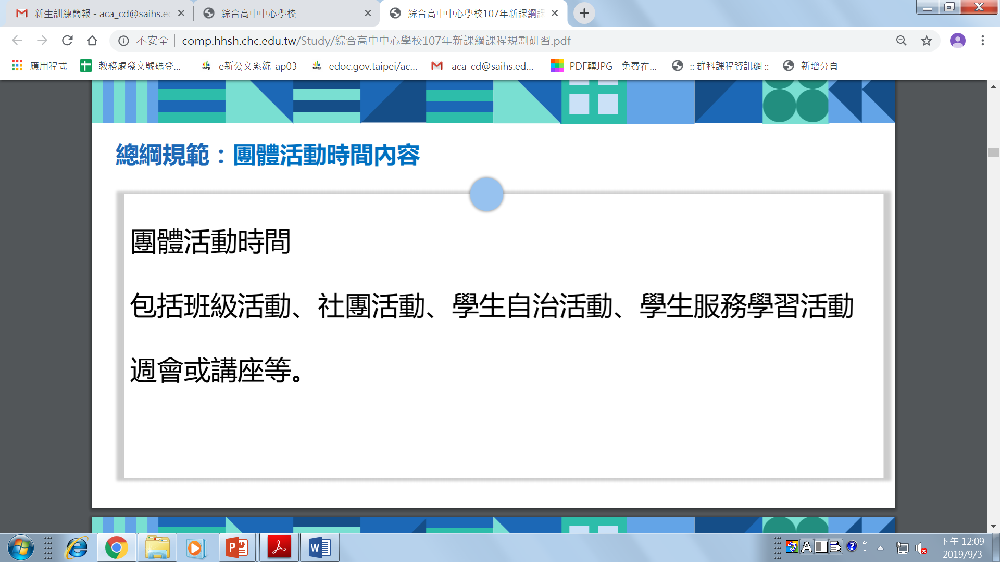 新生訓練簡報 - aca_cd@saihs.ed
綜合高中中心學校
綜合高中中心學校107年新課綱課
不安全 | comp.hhsh.chc.edu.tw/Study/綜合高中中心學校107年新課綱課程規劃研習.pdf
應用程式
教務處發文號碼登...
e新公文系統_ap03
edoc.gov.taipei/ac...
aca_cd@saihs.ed...
PDF轉JPG - 免費在...
:: 群科課程資訊網 ::
新增分頁
總綱規範：團體活動時間內容
團體活動時間
包括班級活動、社團活動、學生自治活動、學生服務學習活動
週會或講座等。
下午 12:09
2019/9/3